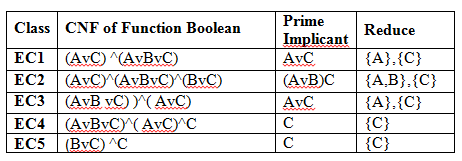 Class CNF of Function Boolean Prime Implicant Reduce
EC1 (AvC) ^(AvBvC) AvC {A},{C}
EC2 (AvC)^(AvBvC)^(BvC) (AvB)C {A,B},{C}
EC3 (AvB vC) )^( AvC) AvC {A},{C}
EC4 (AvBvC)^( AvC)^C C {C}
EC5 (BvC) ^C C {C}